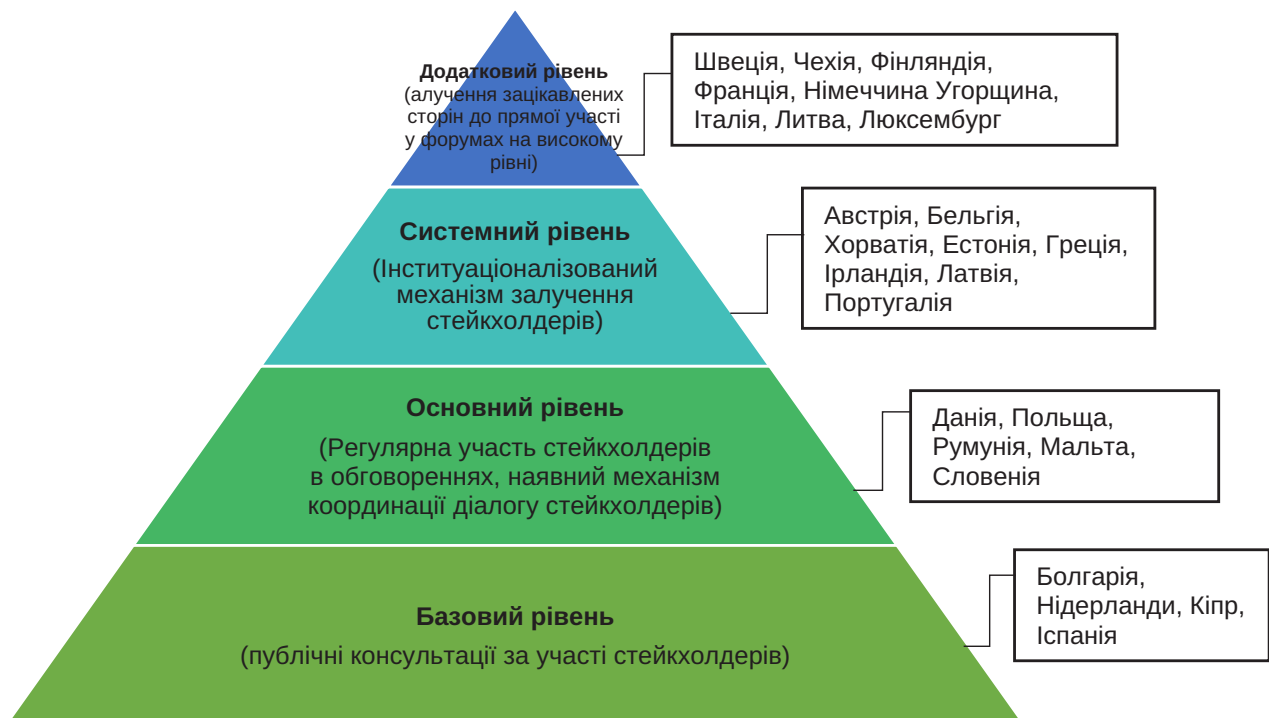 Додатковий рівень
(алучення зацікавлених
сторін до прямої участі
у форумах на високому
рівні)
Швеція, Чехія, Фінляндія,
Франція, Німеччина Угорщина,
Італія, Литва, Люксембург
Системний рівень
(Інституаціоналізований
механізм залучення
стейкхолдерів)
Австрія, Бельгія,
Хорватія, Естонія, Греція,
Ірландія, Латвія,
Португалія
Основний рівень
(Регулярна участь стейкхолдерів
в обговореннях, наявний механізм
координації діалогу стейкхолдерів)
Данія, Польща,
Румунія, Мальта,
Словенія
Базовий рівень
(публічні консультації за участі стейкхолдерів)
Болгарія,
Нідерланди, Кіпр,
Іспанія